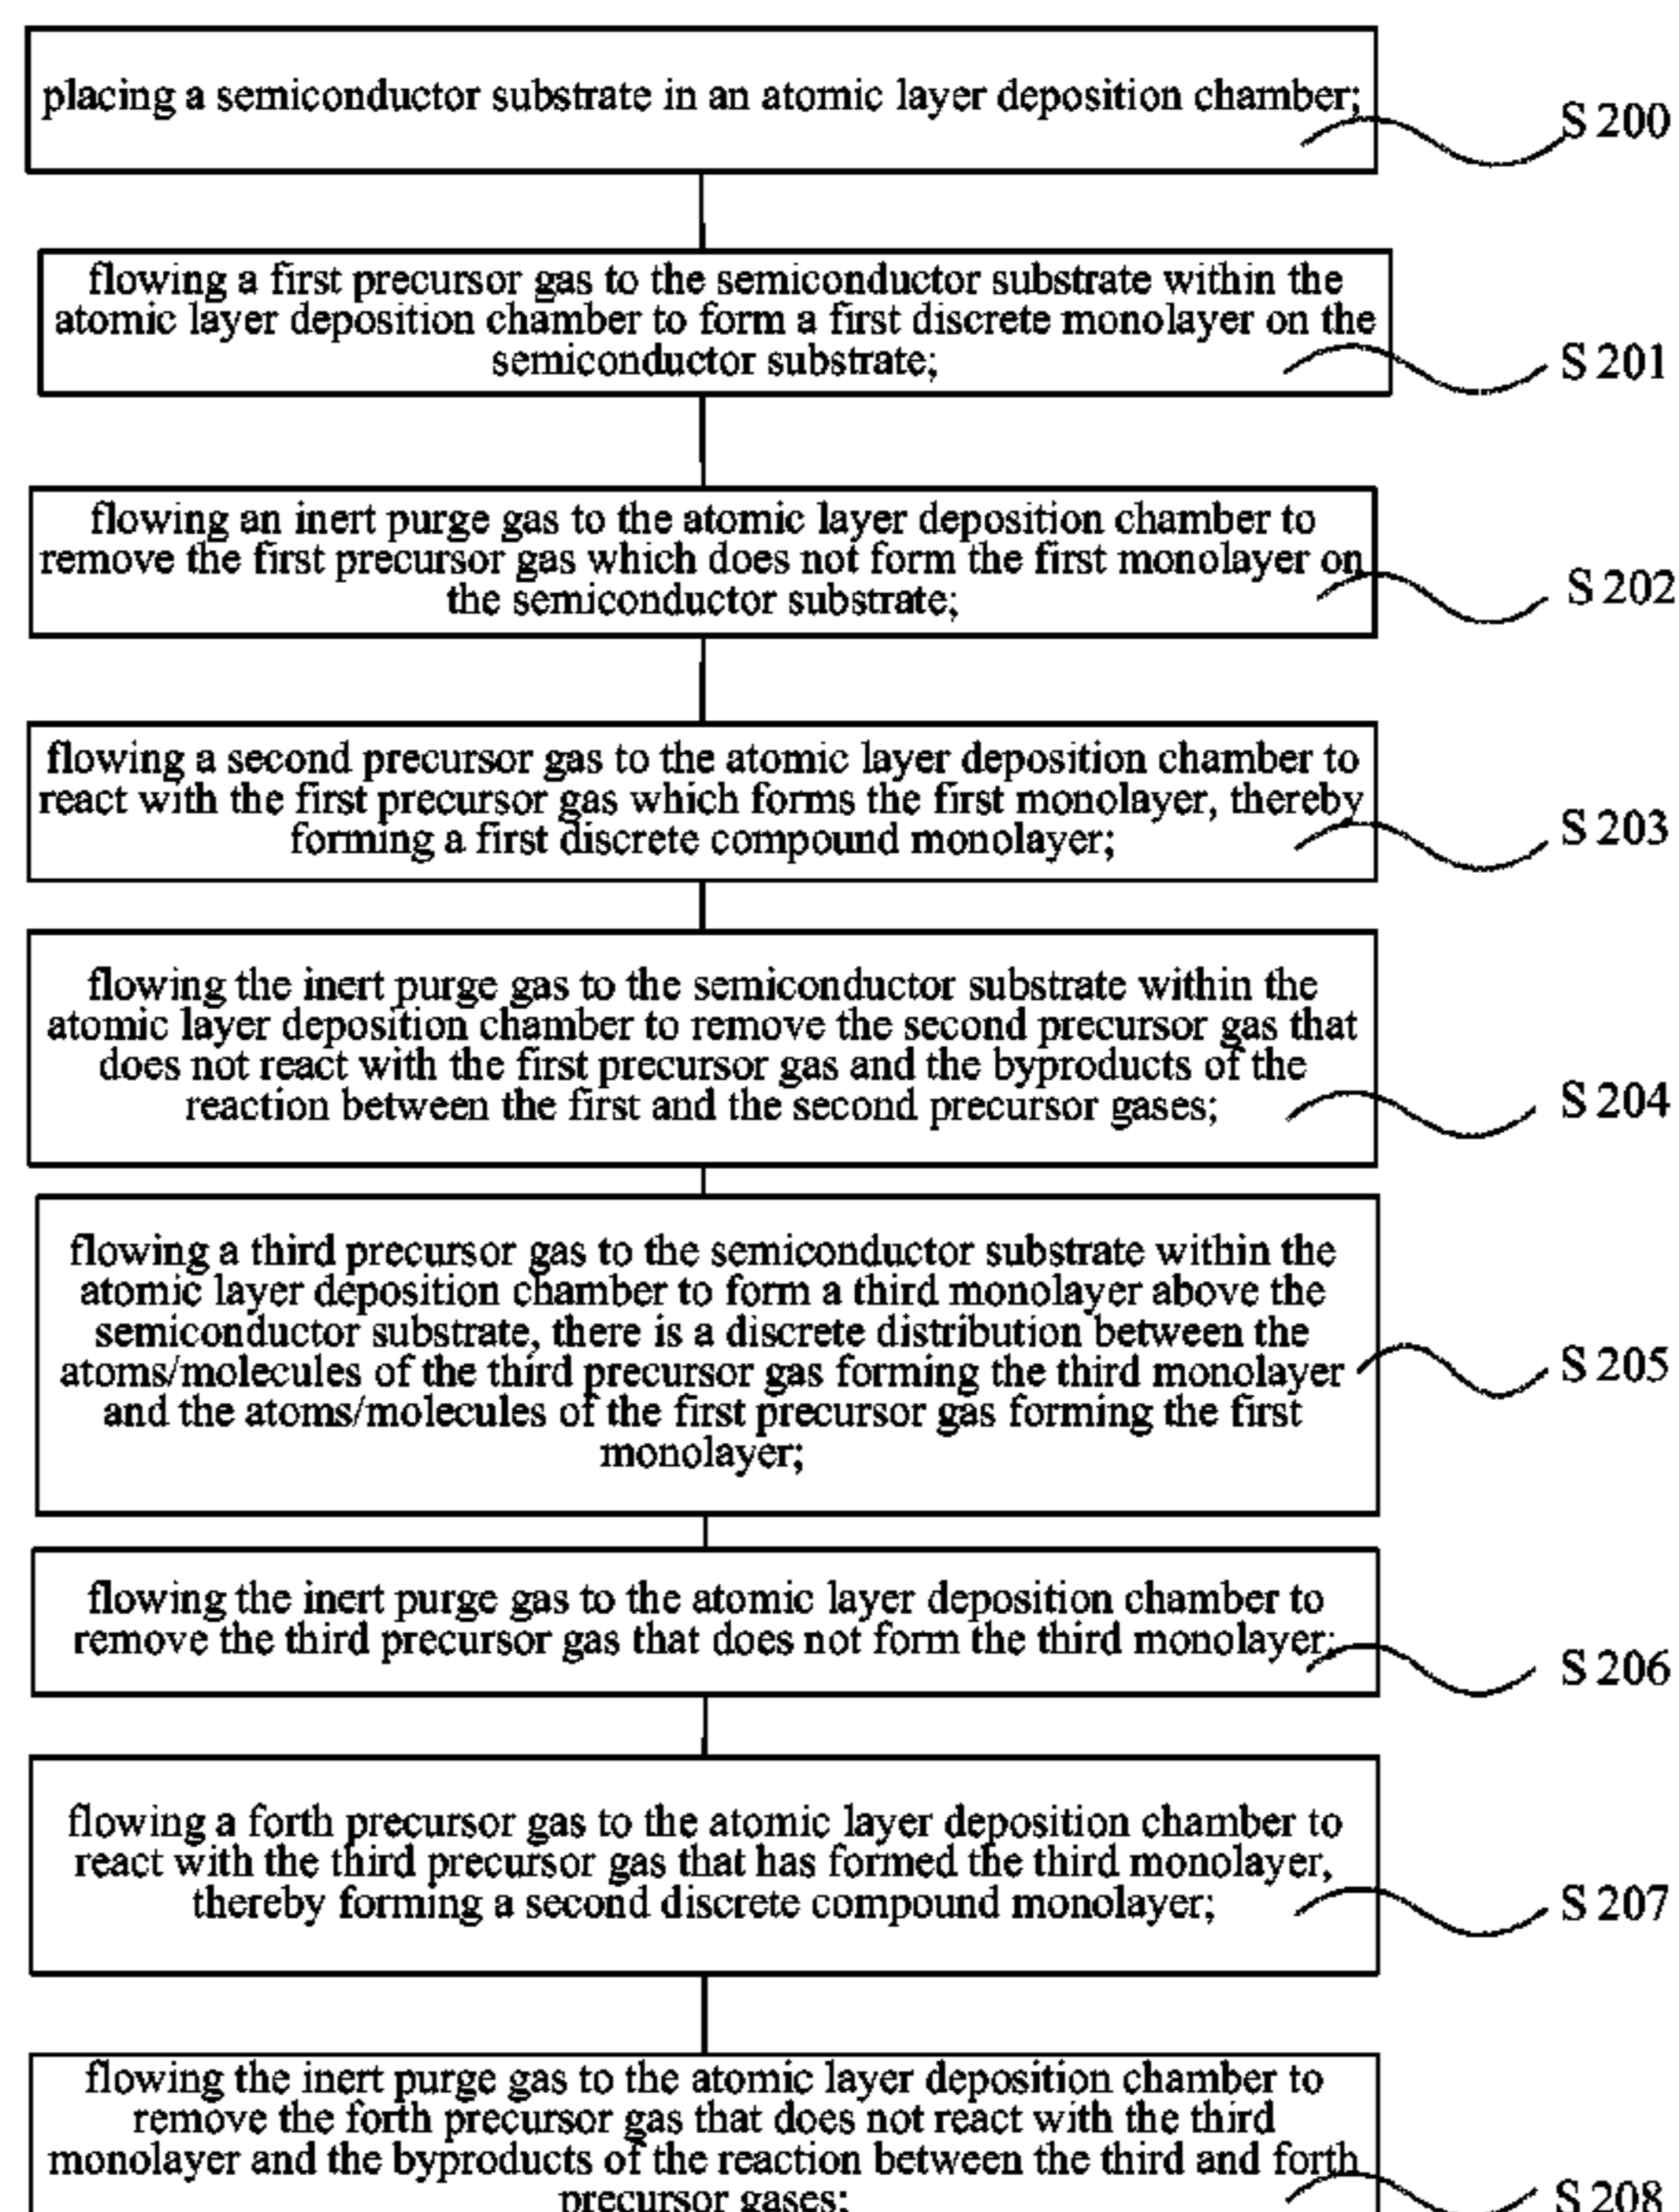 placing a semiconductor substrate in an atomic layer deposition chamber;
S 200
flowing a first precursor gas to the semiconductor substrate within the
atomic layer deposition chamber to form a first discrete monolayer on the
semiconductor substrate;
S 201
flowing an inert purge gas to the atomic layer deposition chamber to
remove the first precursor gas which does not form the first monolayer on
the semiconductor substrate;
S 202
flowing a second precursor gas to the atomic layer deposition chamber to
react with the first precursor gas which forms the first monolayer, thereby
forming a first discrete compound monolayer;
S 203
flowing the inert purge gas to the semiconductor substrate within the
atomic layer deposition chamber to remove the second precursor gas that
does not react with the first precursor gas and the byproducts of the
reaction between the first and the second precursor gases;
S 204
flowing a third precursor gas to the semiconductor substrate within the
atomic layer deposition chamber to form a third monolayer above the
semiconductor substrate, there is a discrete distribution between the
atoms/molecules of the third precursor gas forming the third monolayer
and the atoms/molecules of the first precursor gas forming the first
monolayer;
S 205
flowing the inert purge gas to the atomic layer deposition chamber to
remove the third precursor gas that does not form the third monolayer;
S 206
flowing a forth precursor gas to the atomic layer deposition chamber to
react with the third precursor gas that has formed the third monolayer,
thereby forming a second discrete compound monolayer;
S 207
flowing the inert purge gas to the atomic layer deposition chamber to
remove the forth precursor gas that does not react with the third
monolayer and the byproducts of the reaction between the third and forth
precursor gases;
S 208